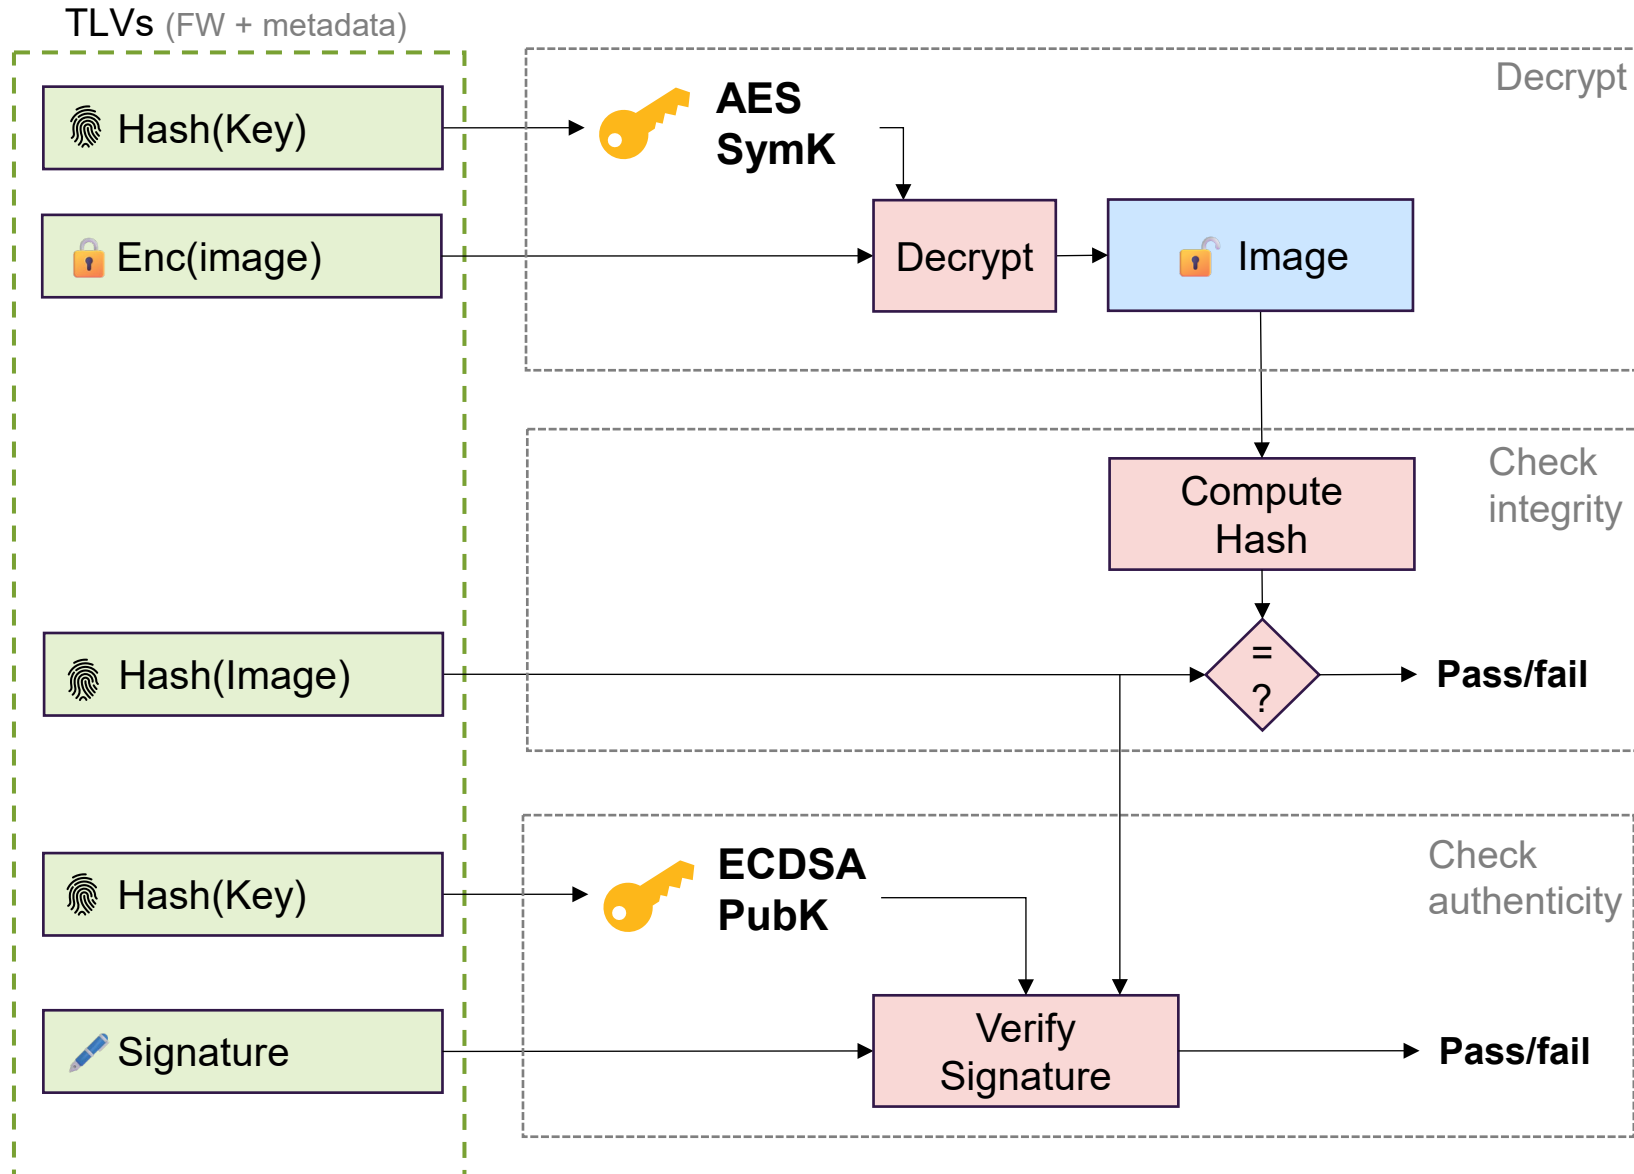 TLVs (FW + metadata)
Decrypt
Hash(Key)
AES
SymK
Enc(image)
Decrypt
Image
Check
integrity
Compute
Hash
Hash(Image)
=
?
Pass/fail
Check
authenticity
Hash(Key)
ECDSA
PubK
Signature
Verify
Signature
Pass/fail